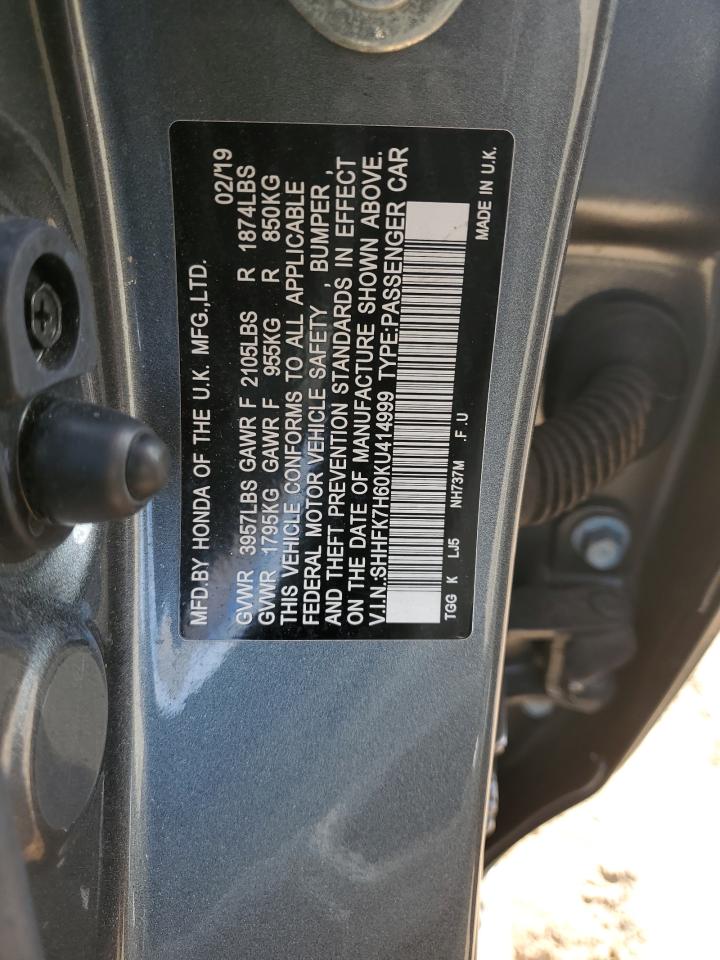 MFD.BY HONDA OF THE U.K. MFG.,LTD. 02/19
GVWR 3957LBS GAWR F 2105LBS R 1874LBS
GVWR 1795KG GAWR F 955KG R 850KG
THIS VEHICLE CONFORMS TO ALL APPLICABLE
FEDERAL MOTOR VEHICLE SAFETY , BUMPER ,
AND THEFT PREVENTION STANDARDS IN EFFECT
ON THE DATE OF MANUFACTURE SHOWN ABOVE.
V.I.N.:SHHFK7H60KU414999 TYPE:PASSENGER CAR
TGG K LJ5 NH737M .F .U MADE IN U.K.